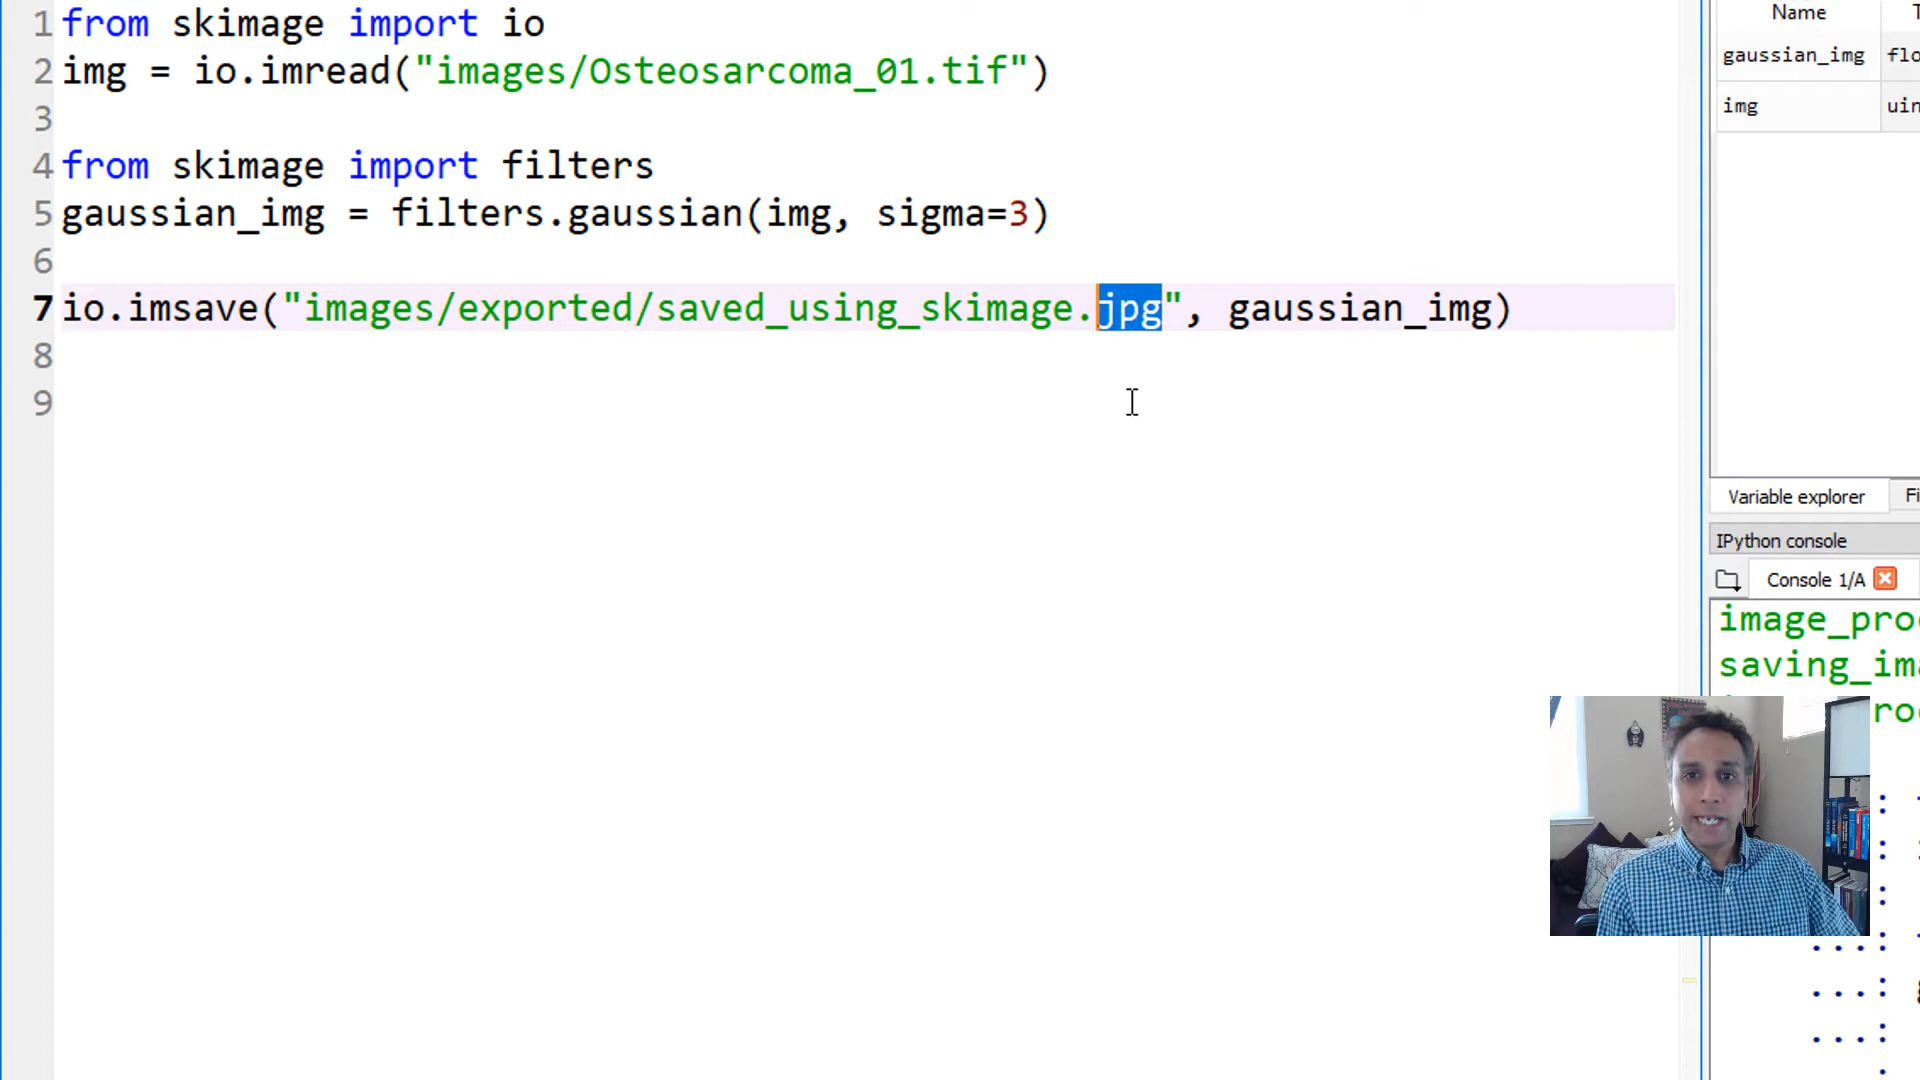 1 from skimage import io
2 img = io.imread("images/Osteosarcoma_01.tif")
3
4 from skimage import filters
5 gaussian_img = filters.gaussian(img, sigma=3)
6
7 io.imsave("images/exported/saved_using_skimage.jpg", gaussian_img)
8
9
Name
gaussian_img
img
Variable explorer
IPython console
Console 1/A
...:
...:
...: